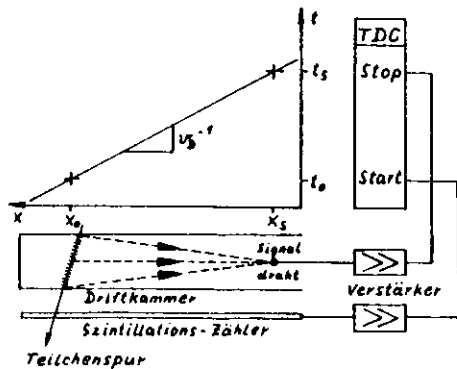 t
TDC
Stop
t_s
v_D^-1
Start
t_o
x
x_o
x_s
Signal
draht
Driftkammer
Verstärker
Szintillations-Zähler
Teilchenspur